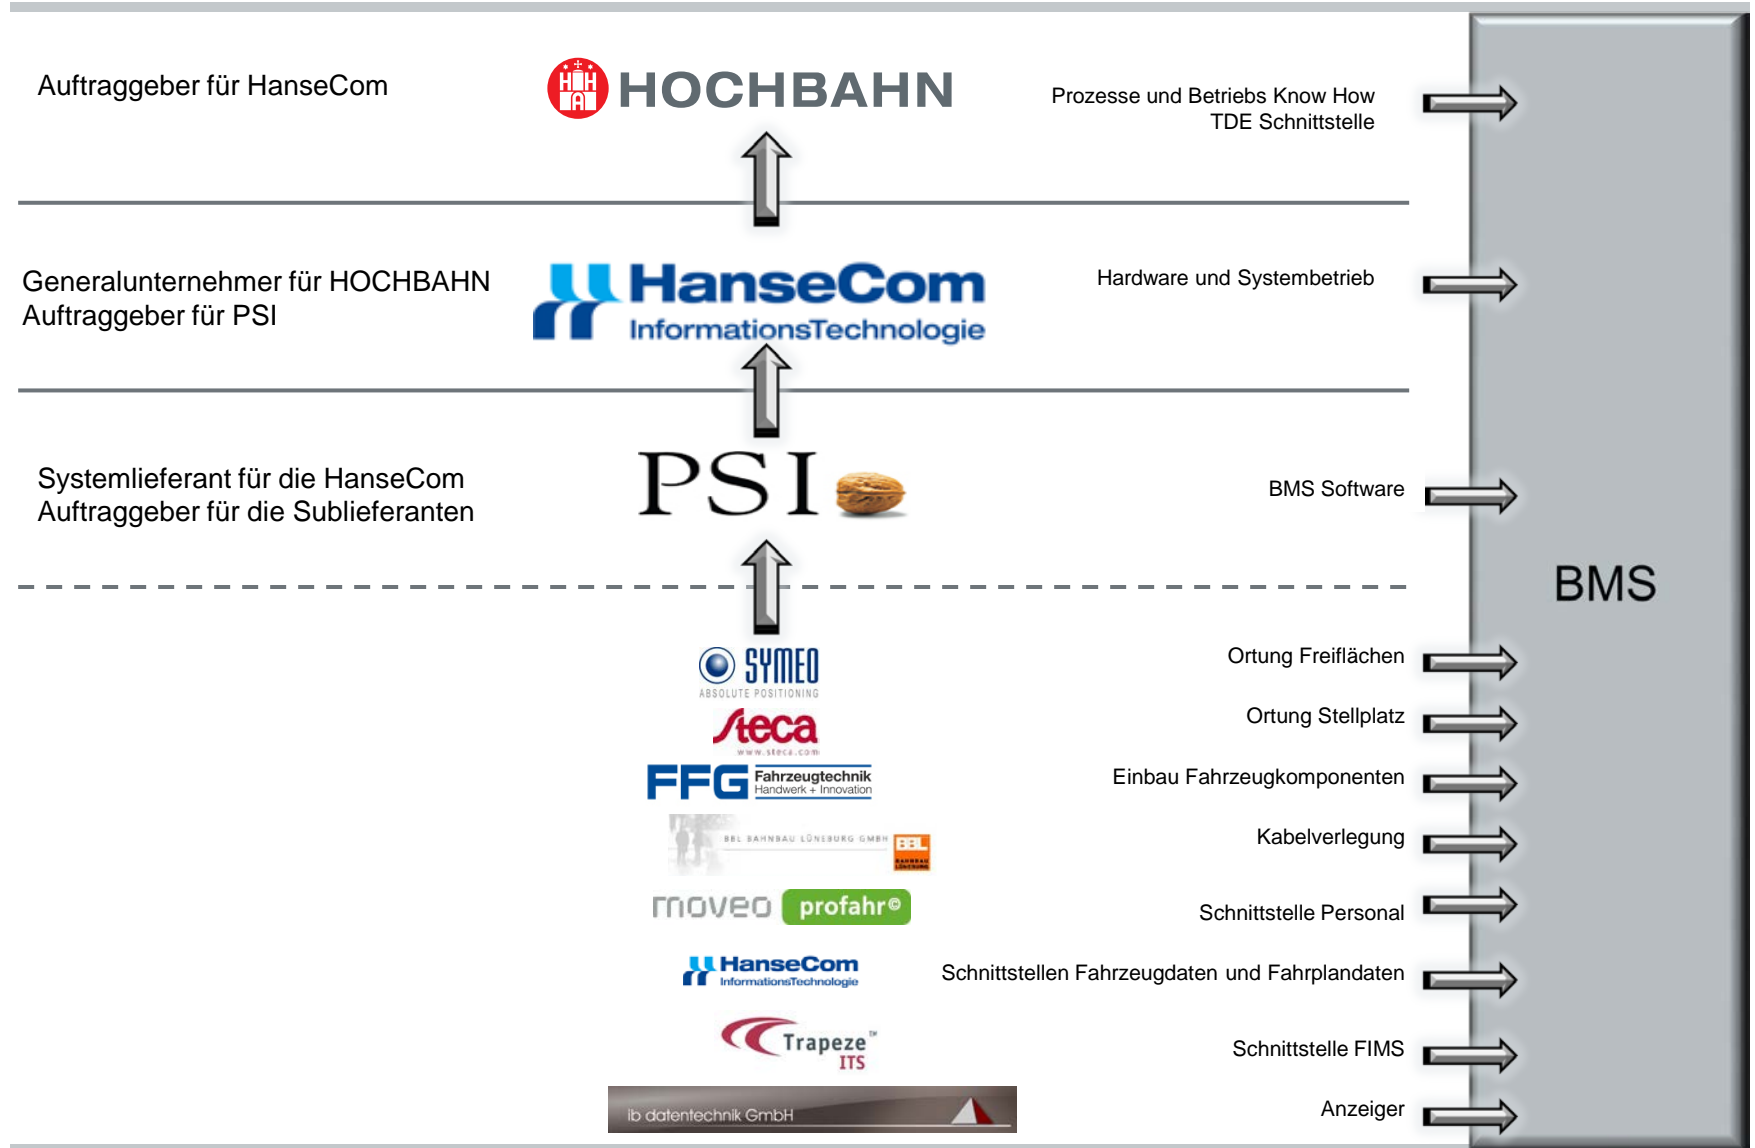 Auftraggeber für HanseCom
HOCHBAHN
Prozesse und Betriebs Know How
TDE Schnittstelle
Generalunternehmer für HOCHBAHN
Auftraggeber für PSI
HanseCom
InformationsTechnologie
Hardware und Systembetrieb
Systemlieferant für die HanseCom
Auftraggeber für die Sublieferanten
PSI
BMS Software
BMS
SYMEO
ABSOLUTE POSITIONING
Ortung Freiflächen
Steca
www.steca.com
Ortung Stellplatz
FFG
Fahrzeugtechnik
Handwerk + Innovation
Einbau Fahrzeugkomponenten
BBL BAHNBAU LÜNEBURG GMBH
BBL
BAHNBAU
LÜNEBURG
Kabelverlegung
moveo
profahr©
Schnittstelle Personal
HanseCom
InformationsTechnologie
Schnittstellen Fahrzeugdaten und Fahrplandaten
Trapeze™
ITS
Schnittstelle FIMS
ib datentechnik GmbH
Anzeiger